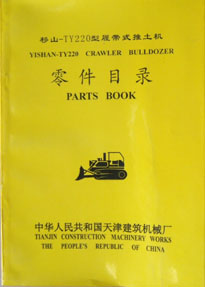 移山-TY220型履带式推土机
YISHAN-TY220 CRAWLER BULLDOZER
零件目录
PARTS BOOK
中华人民共和国天津建筑机械厂
TIANJIN CONSTRUCTION MACHINERY WORKS
THE PEOPLE'S REPUBLIC OF CHINA